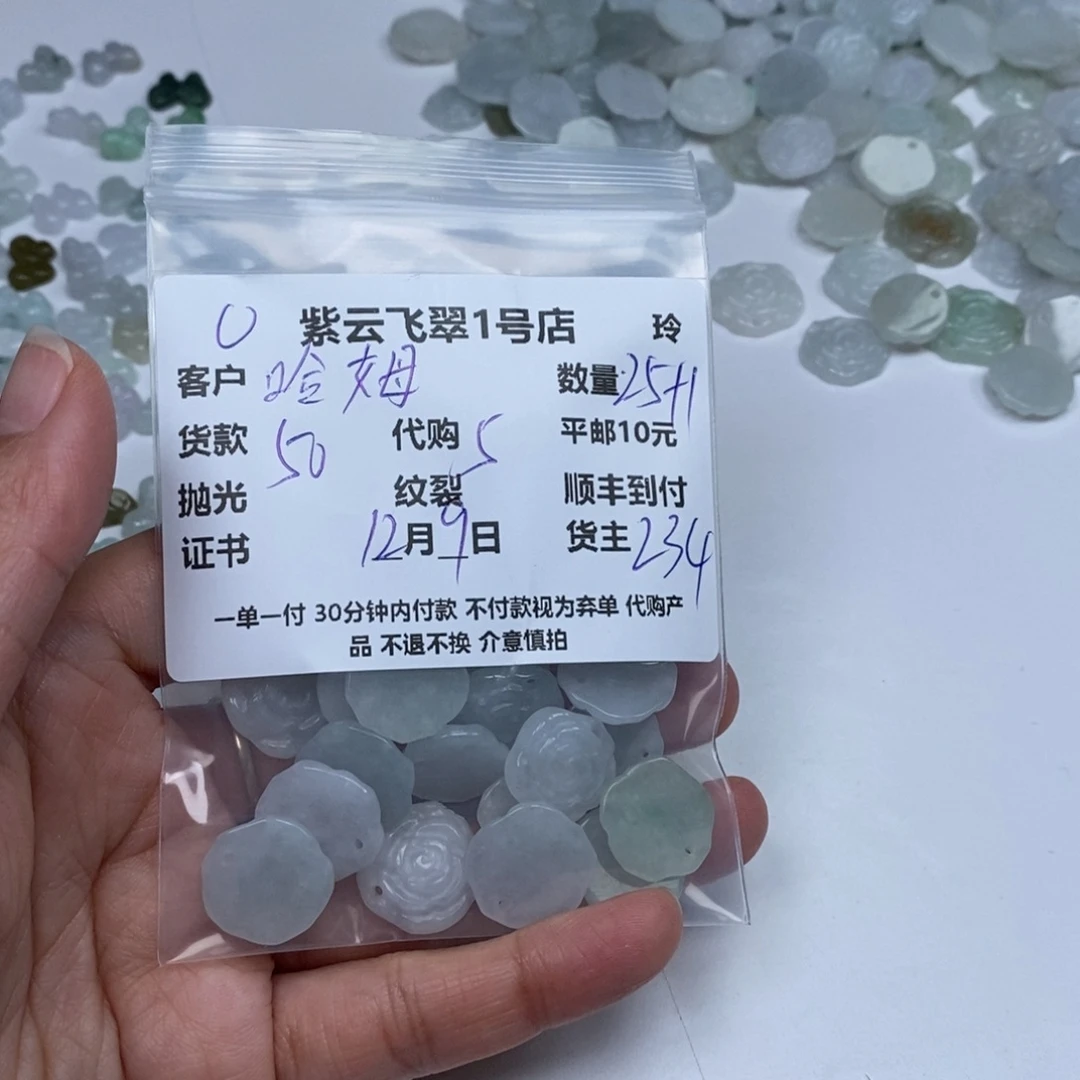 0 紫云飞翠1号店 玲
客户 哈姆 数量 25+1
货款 50 代购 5 平邮10元
抛光 纹裂 顺丰到付
证书 12月9日 货主 234
一单一付 30分钟内付款 不付款视为弃单 代购产
品 不退不换 介意慎拍